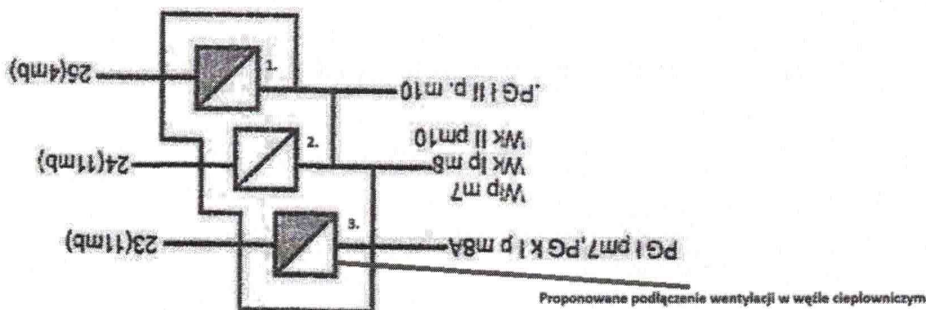 25(4mb)
1.
.PG I II p. m10
24(11mb)
2.
Wk II pm10
Wk Ip m8
Wip m7
23(11mb)
3.
PG I pm7,PG k I p m8A
Proponowane podłączenie wentylacji w węźle ciepłowniczym